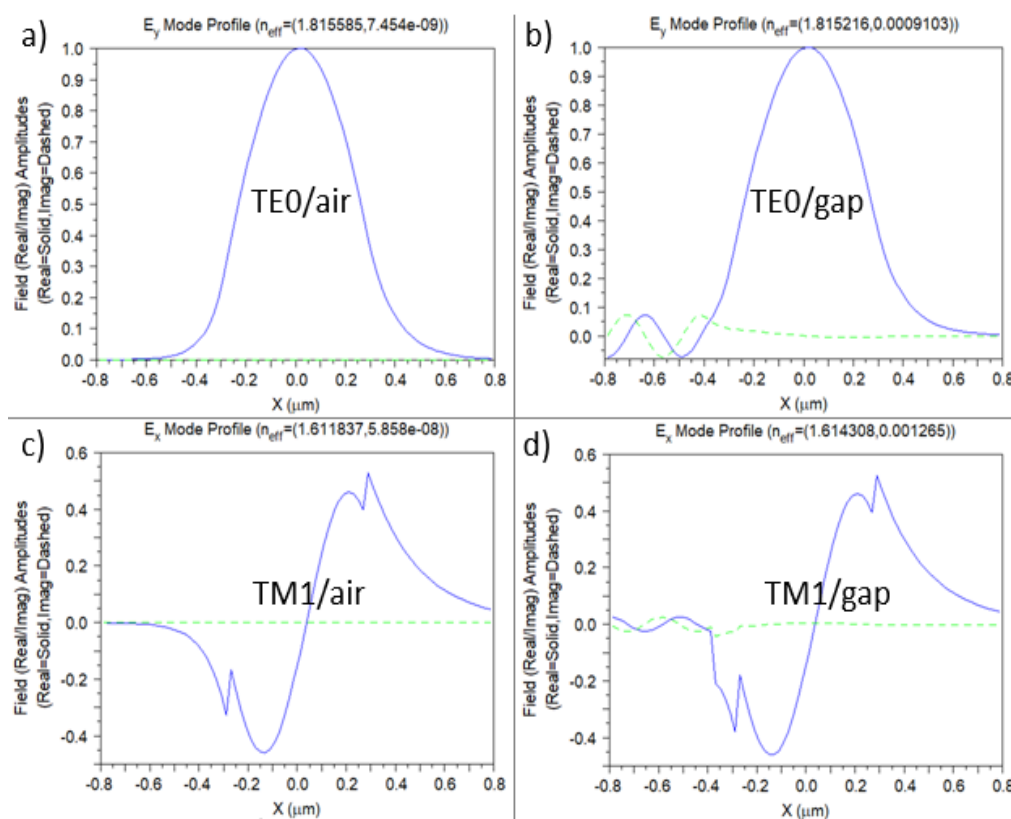 a)
E_y Mode Profile (n_eff=(1.815585,7.454e-09))
Field (Real/Imag) Amplitudes
(Real=Solid,Imag=Dashed)
1.0
0.9
0.8
0.7
0.6
0.5
0.4
0.3
0.2
0.1
0.0
TE0/air
-0.8 -0.6 -0.4 -0.2 0.0 0.2 0.4 0.6 0.8
X (μm)
b)
E_y Mode Profile (n_eff=(1.815216,0.0009103))
Field (Real/Imag) Amplitudes
(Real=Solid,Imag=Dashed)
1.0
0.9
0.8
0.7
0.6
0.5
0.4
0.3
0.2
0.1
0.0
TE0/gap
-0.8 -0.6 -0.4 -0.2 0.0 0.2 0.4 0.6 0.8
X (μm)
c)
E_x Mode Profile (n_eff=(1.611837,5.858e-08))
Field (Real/Imag) Amplitudes
(Real=Solid,Imag=Dashed)
0.6
0.4
0.2
0.0
-0.2
-0.4
TM1/air
-0.8 -0.6 -0.4 -0.2 0.0 0.2 0.4 0.6 0.8
X (μm)
d)
E_x Mode Profile (n_eff=(1.614308,0.001265))
Field (Real/Imag) Amplitudes
(Real=Solid,Imag=Dashed)
0.6
0.4
0.2
0.0
-0.2
-0.4
TM1/gap
-0.8 -0.6 -0.4 -0.2 0.0 0.2 0.4 0.6 0.8
X (μm)